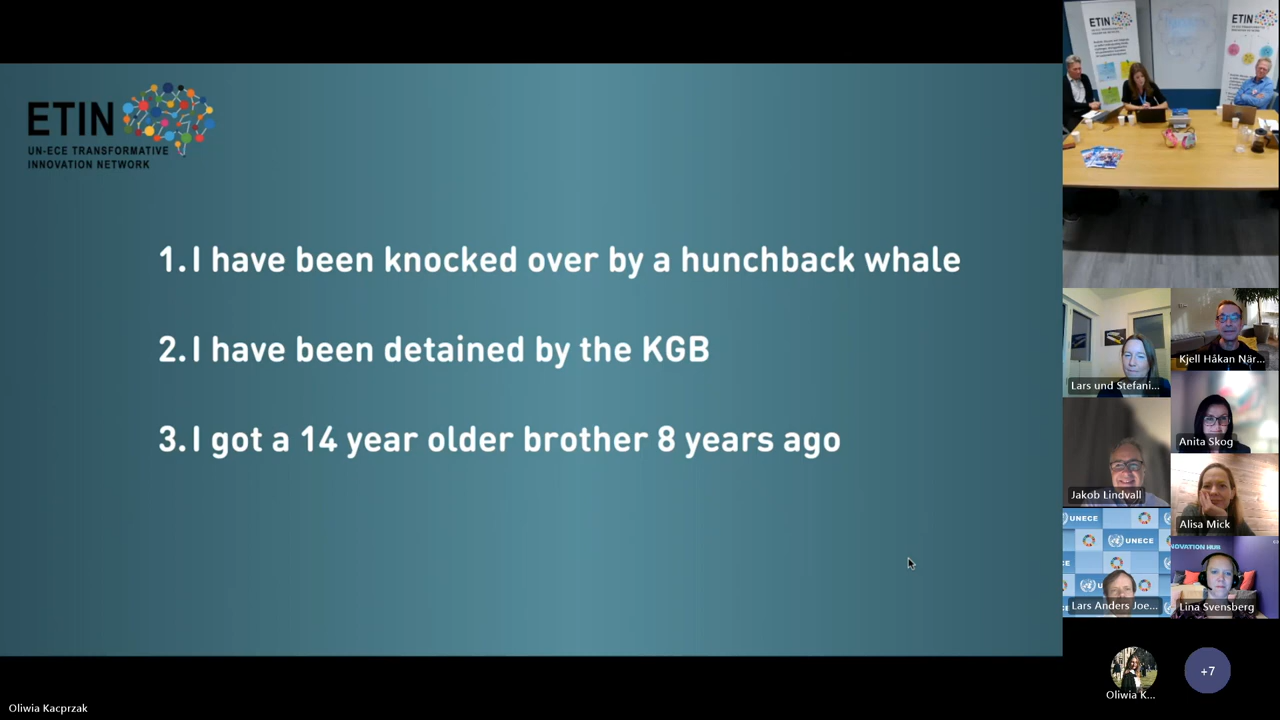 ETIN
UN-ECE TRANSFORMATIVE
INNOVATION NETWORK
1. I have been knocked over by a hunchback whale
2. I have been detained by the KGB
3. I got a 14 year older brother 8 years ago
ETIN
ETIN
Lars und Stefani...
Kjell Håkan När...
Anita Skog
Jakob Lindvall
Alisa Mick
UNECE
UNECE
NOVATION HUB
Lars Anders Joe...
Lina Svensberg
Oliwia K...
+7
Oliwia Kacprzak